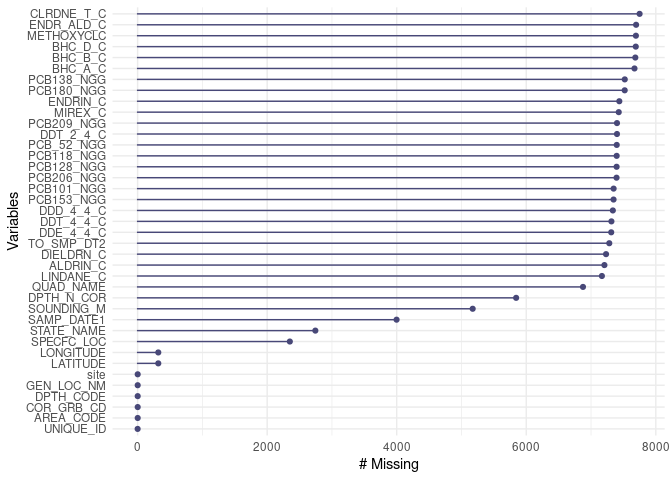 CLRDNE_T_C
ENDR_ALD_C
METHOXYCLC
BHC_D_C
BHC_B_C
BHC_A_C
PCB138_NGG
PCB180_NGG
ENDRIN_C
MIREX_C
PCB209_NGG
DDT_2_4_C
PCB_52_NGG
PCB118_NGG
PCB128_NGG
PCB206_NGG
PCB101_NGG
PCB153_NGG
DDD_4_4_C
DDT_4_4_C
DDE_4_4_C
TO_SMP_DT2
DIELDRN_C
ALDRIN_C
LINDANE_C
QUAD_NAME
DPTH_N_COR
SOUNDING_M
SAMP_DATE1
STATE_NAME
SPECFC_LOC
LONGITUDE
LATITUDE
site
GEN_LOC_NM
DPTH_CODE
COR_GRB_CD
AREA_CODE
UNIQUE_ID
Variables
0 2000 4000 6000 8000
# Missing